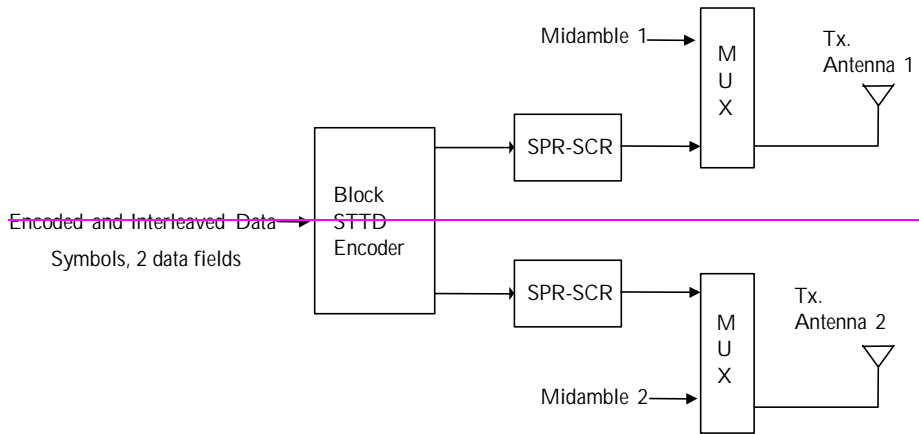 Midamble 1
M
U
X
Tx.
Antenna 1
SPR-SCR
Block
STTD
Encoder
Encoded and Interleaved Data
Symbols, 2 data fields
SPR-SCR
M
U
X
Tx.
Antenna 2
Midamble 2